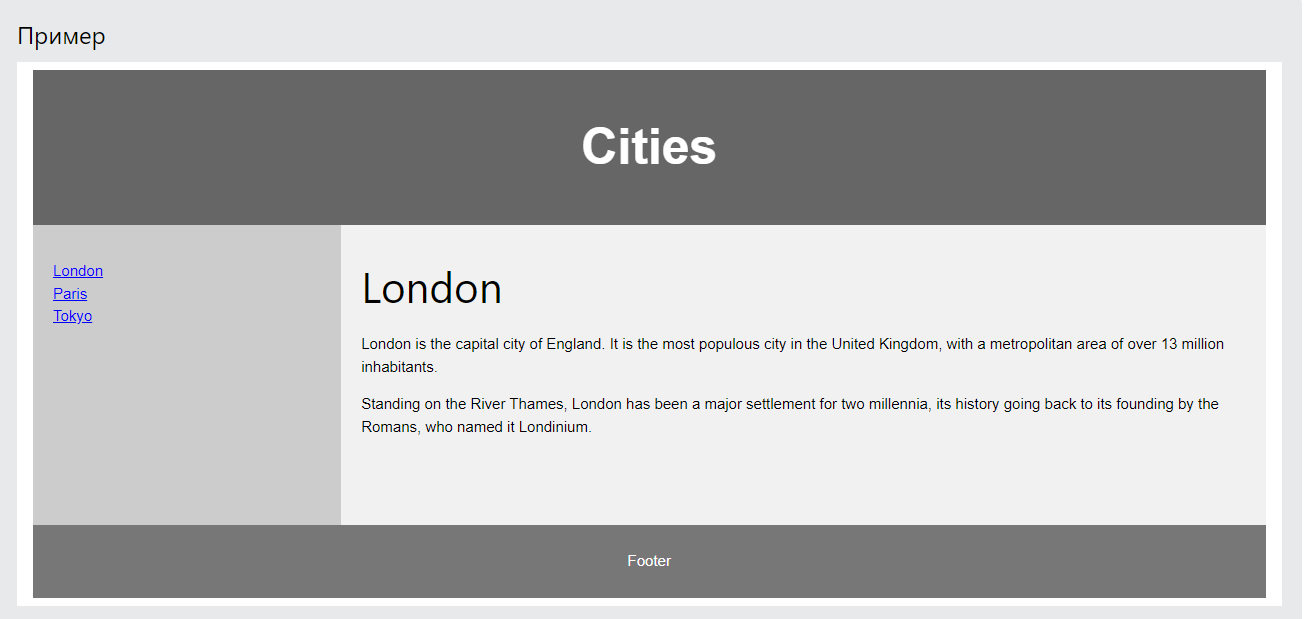 Пример
Cities
London
Paris
Tokyo
London
London is the capital city of England. It is the most populous city in the United Kingdom, with a metropolitan area of over 13 million
inhabitants.
Standing on the River Thames, London has been a major settlement for two millennia, its history going back to its founding by the
Romans, who named it Londinium.
Footer